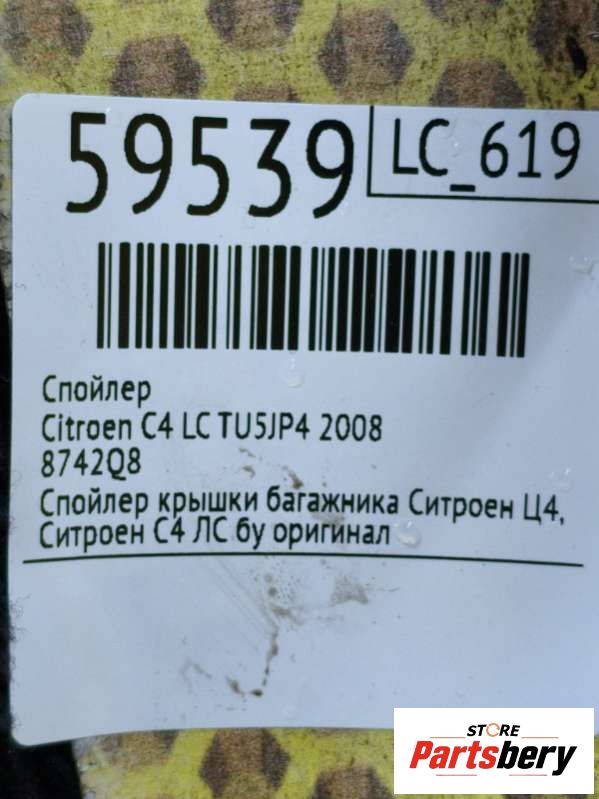 59539
LC_619
Спойлер
Citroen C4 LC TU5JP4 2008
8742Q8
Спойлер крышки багажника Ситроен Ц4,
Ситроен С4 ЛС бу оригинал
STORE
Partsbery